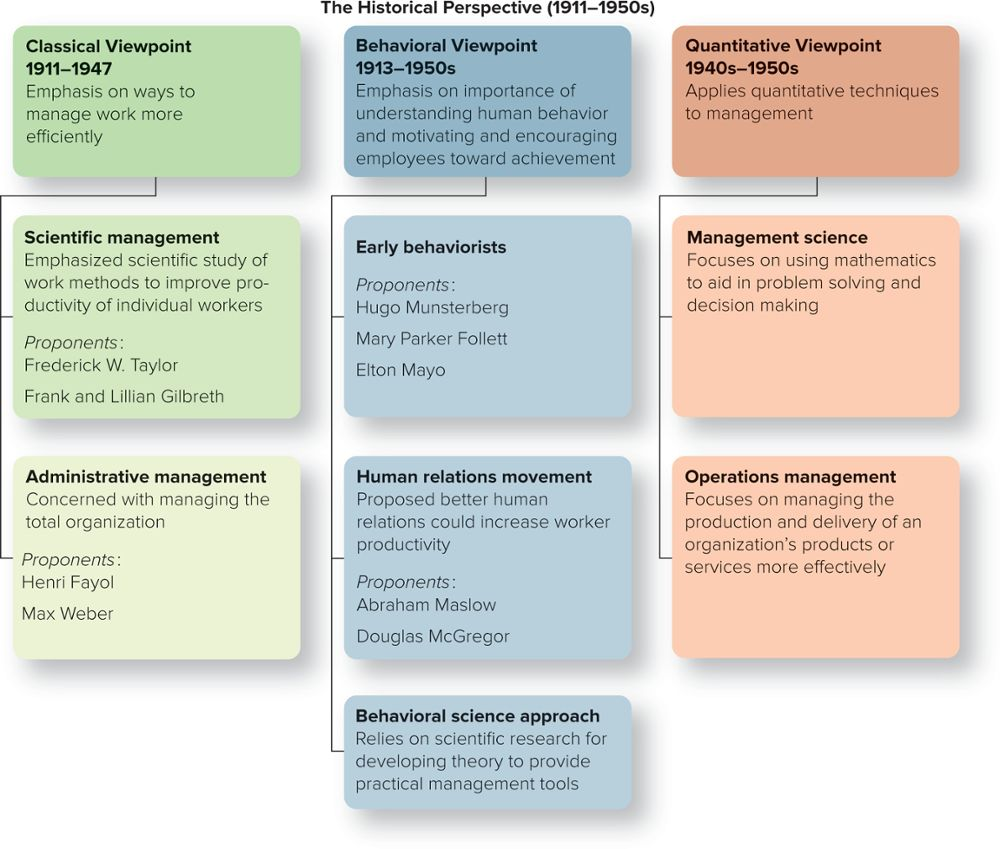 The Historical Perspective (1911–1950s)
Classical Viewpoint
1911–1947
Emphasis on ways to
manage work more
efficiently
Scientific management
Emphasized scientific study of
work methods to improve pro-
ductivity of individual workers
Proponents:
Frederick W. Taylor
Frank and Lillian Gilbreth
Administrative management
Concerned with managing the
total organization
Proponents:
Henri Fayol
Max Weber
Behavioral Viewpoint
1913–1950s
Emphasis on importance of
understanding human behavior
and motivating and encouraging
employees toward achievement
Early behaviorists
Proponents:
Hugo Munsterberg
Mary Parker Follett
Elton Mayo
Human relations movement
Proposed better human
relations could increase worker
productivity
Proponents:
Abraham Maslow
Douglas McGregor
Behavioral science approach
Relies on scientific research for
developing theory to provide
practical management tools
Quantitative Viewpoint
1940s–1950s
Applies quantitative techniques
to management
Management science
Focuses on using mathematics
to aid in problem solving and
decision making
Operations management
Focuses on managing the
production and delivery of an
organization’s products or
services more effectively